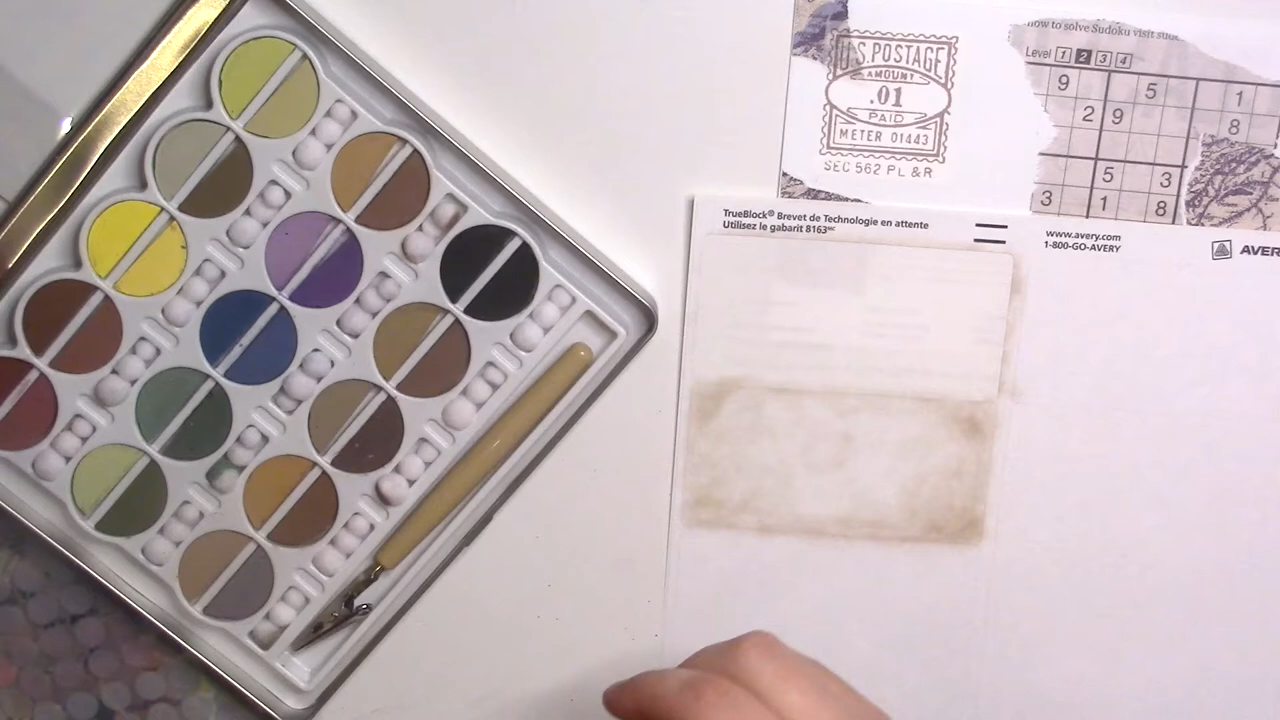 U.S. POSTAGE
AMOUNT
.01
PAID
METER 01443
SEC 562 PL &R
how to solve Sudoku visit
Level 1 2 3 4
9 5 1
2 9 8
5 3
3 1 8
TrueBlock® Brevet de Technologie en attente
Utilisez le gabarit 8163MC
www.avery.com
1-800-GO-AVERY
AVER